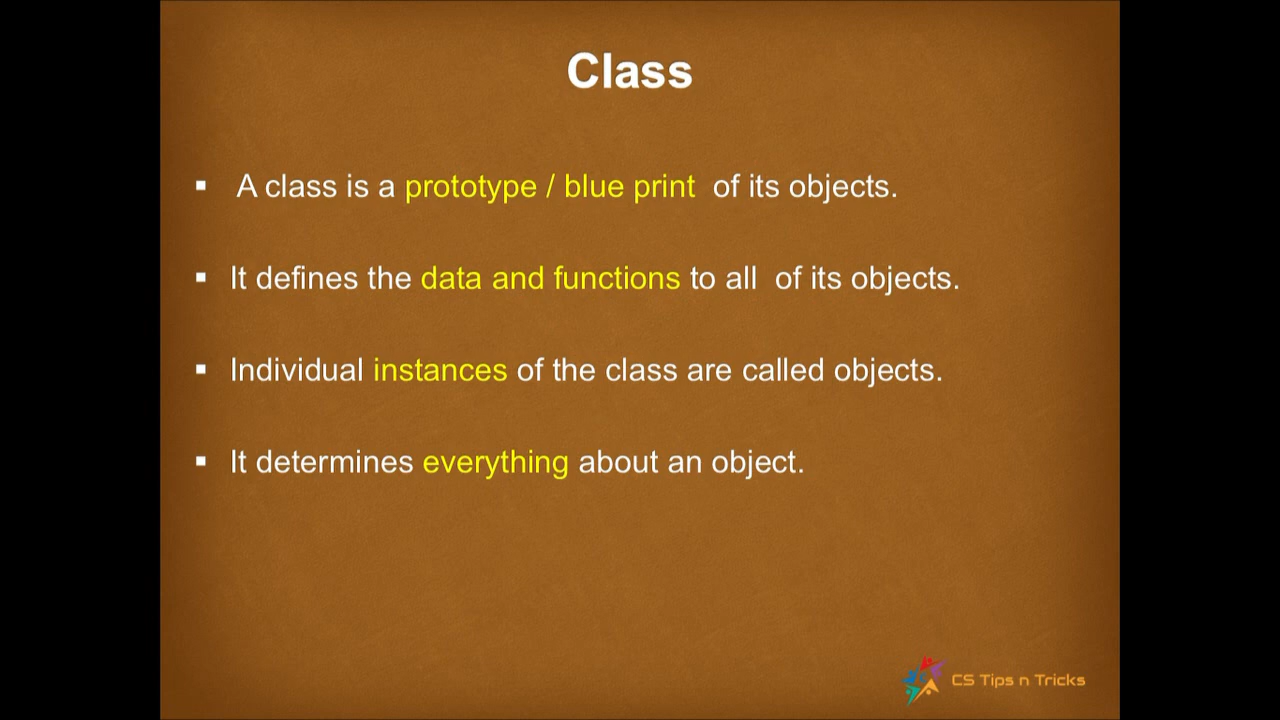 Class
▪ A class is a prototype / blue print of its objects.
▪ It defines the data and functions to all of its objects.
▪ Individual instances of the class are called objects.
▪ It determines everything about an object.
CS Tips n Tricks